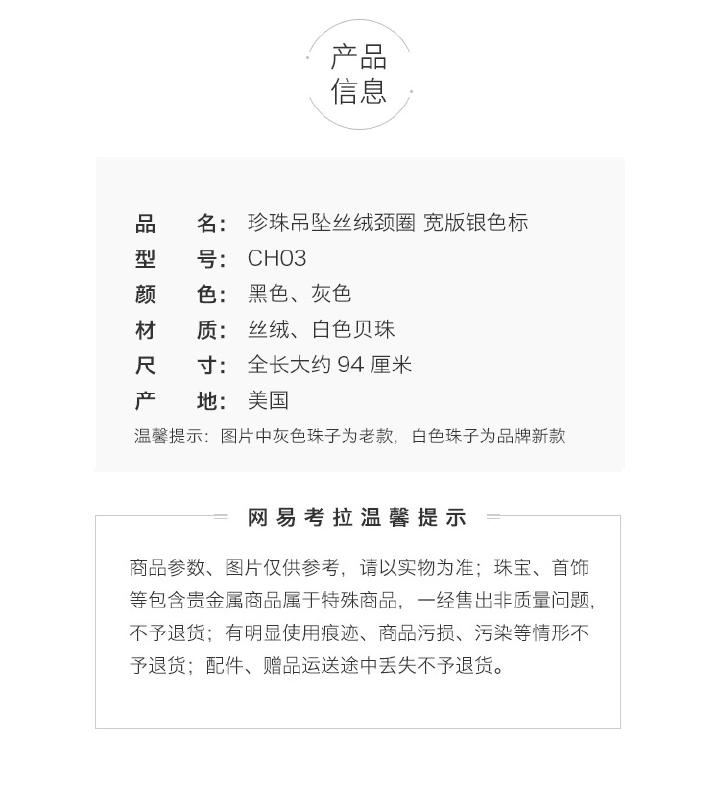 产品
信息
品 名： 珍珠吊坠丝绒颈圈 宽版银色标
型 号： CH03
颜 色： 黑色、灰色
材 质： 丝绒、白色贝珠
尺 寸： 全长大约 94 厘米
产 地： 美国
温馨提示：图片中灰色珠子为老款，白色珠子为品牌新款
网易考拉温馨提示
商品参数、图片仅供参考，请以实物为准；珠宝、首饰
等包含贵金属商品属于特殊商品，一经售出非质量问题，
不予退货；有明显使用痕迹、商品污损、污染等情形不
予退货；配件、赠品运送途中丢失不予退货。